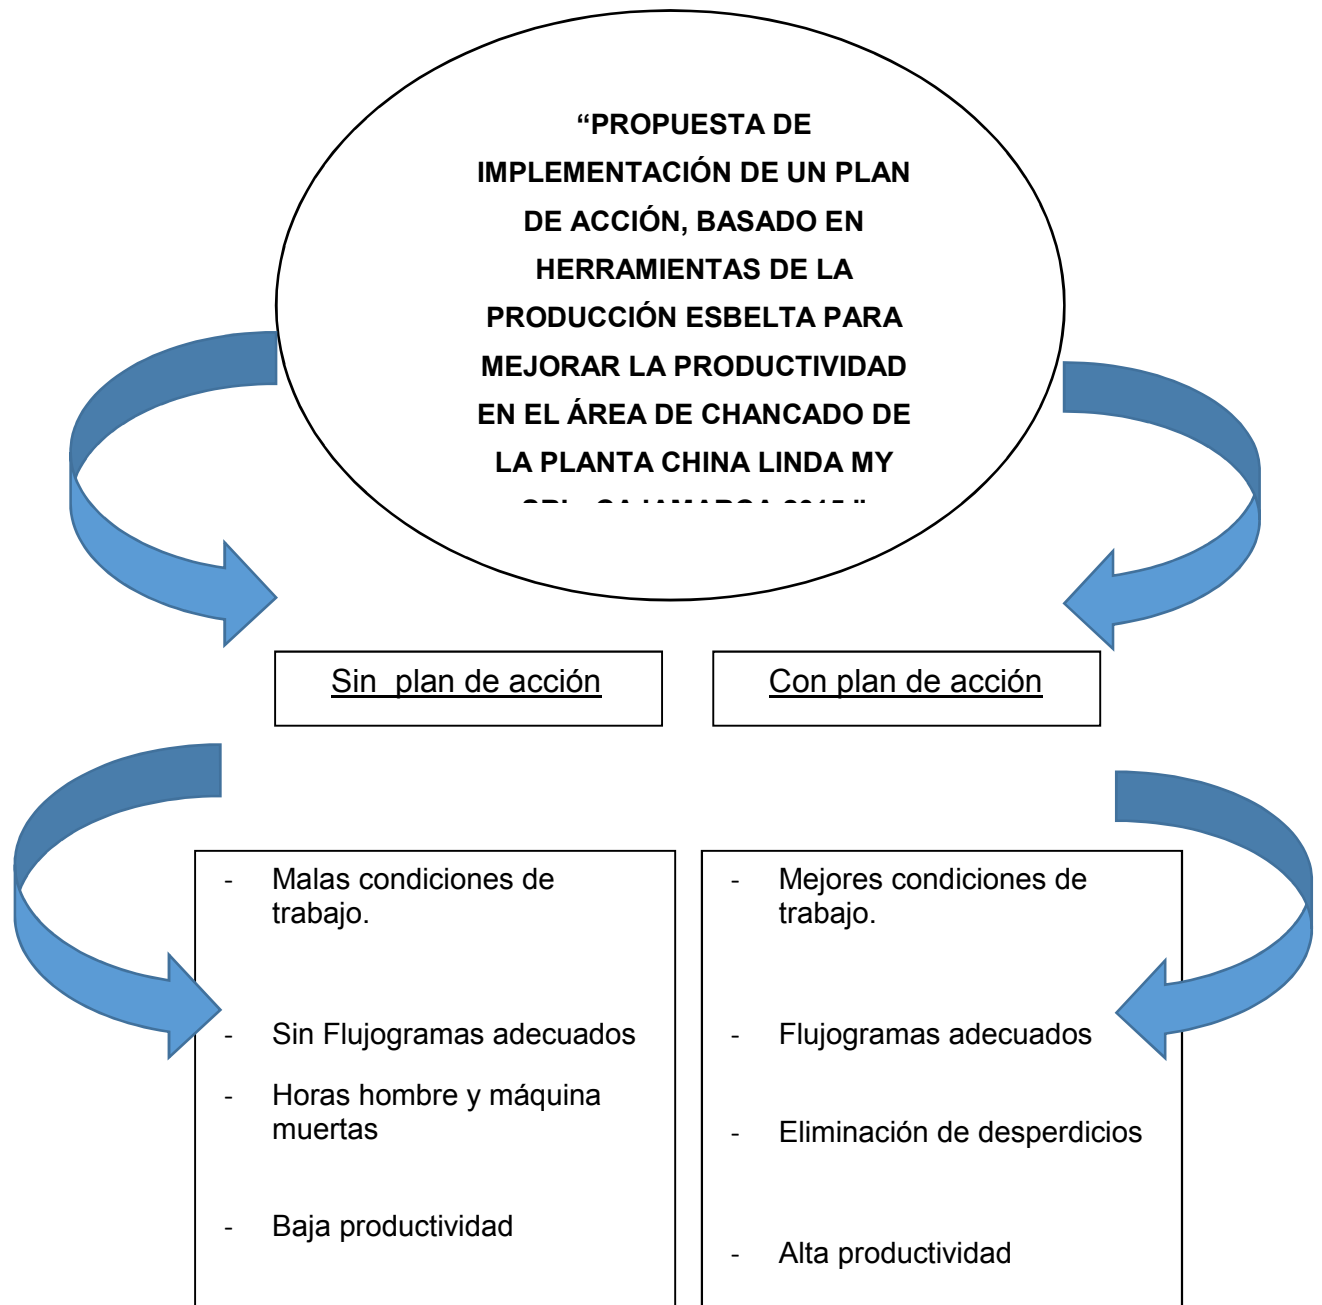 “PROPUESTA DE
IMPLEMENTACIÓN DE UN PLAN
DE ACCIÓN, BASADO EN
HERRAMIENTAS DE LA
PRODUCCIÓN ESBELTA PARA
MEJORAR LA PRODUCTIVIDAD
EN EL ÁREA DE CHANCADO DE
LA PLANTA CHINA LINDA MY
Sin  plan de acción
Con plan de acción
- Malas condiciones de
trabajo.
- Sin Flujogramas adecuados
- Horas hombre y máquina
muertas
- Baja productividad
- Mejores condiciones de
trabajo.
- Flujogramas adecuados
- Eliminación de desperdicios
- Alta productividad